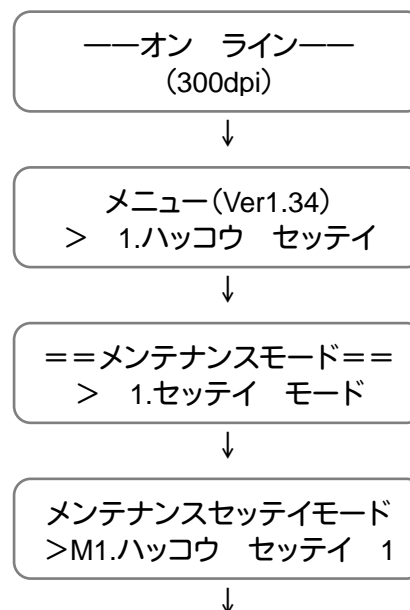 ーーオン　ライン－－
（300dpi）
↓
メニュー（Ver1.34）
＞　1.ハッコウ　セッテイ
↓
＝＝メンテナンスモード＝＝
＞　1.セッテイ　モード
↓
メンテナンスセッテイモード
>M1.ハッコウ　セッテイ　1
↓